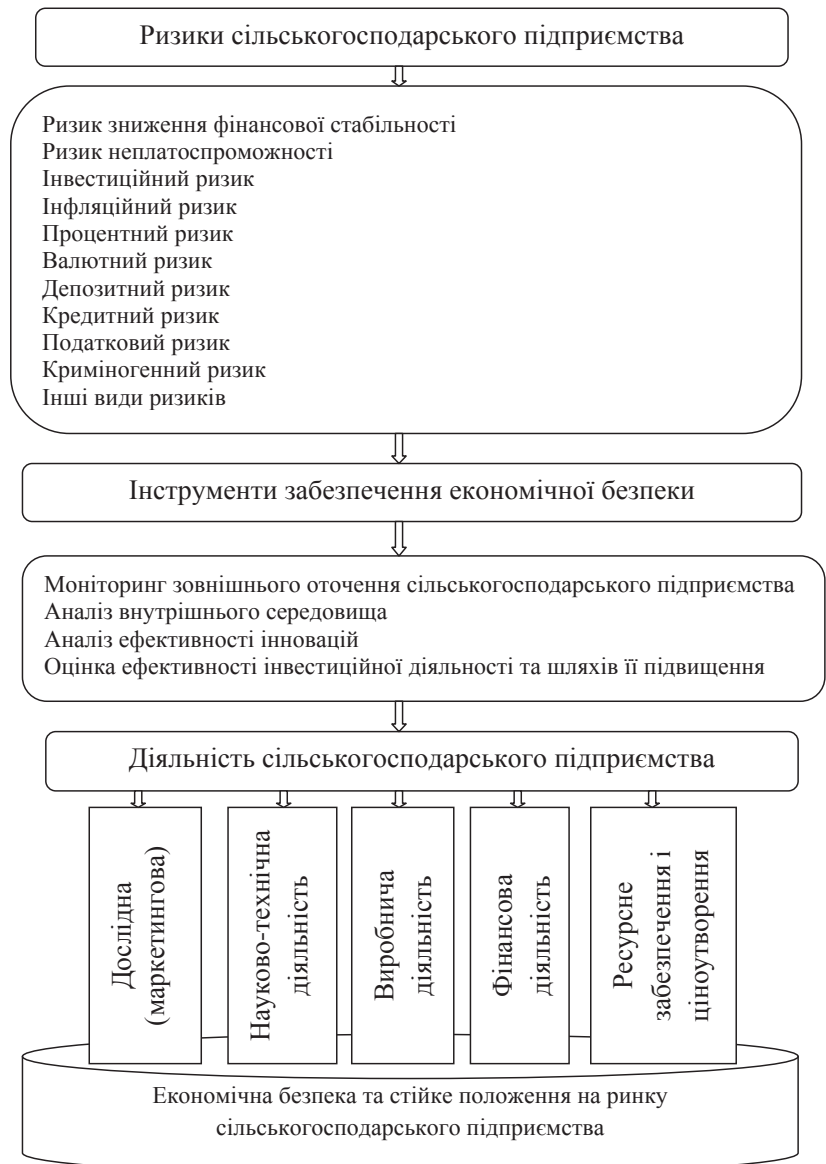 Ризики сільськогосподарського підприємства
Ризик зниження фінансової стабільності
Ризик неплатоспроможності
Інвестиційний ризик
Інфляційний ризик
Процентний ризик
Валютний ризик
Депозитний ризик
Кредитний ризик
Податковий ризик
Криміногенний ризик
Інші види ризиків
Інструменти забезпечення економічної безпеки
Моніторинг зовнішнього оточення сільськогосподарського підприємства
Аналіз внутрішнього середовища
Аналіз ефективності інновацій
Оцінка ефективності інвестиційної діяльності та шляхів її підвищення
Діяльність сільськогосподарського підприємства
Дослідна
(маркетингова)
Науково-технічна
діяльність
Виробнича
діяльність
Фінансова
діяльність
Ресурсне
забезпечення і
ціноутворення
Економічна безпека та стійке положення на ринку
сільськогосподарського підприємства